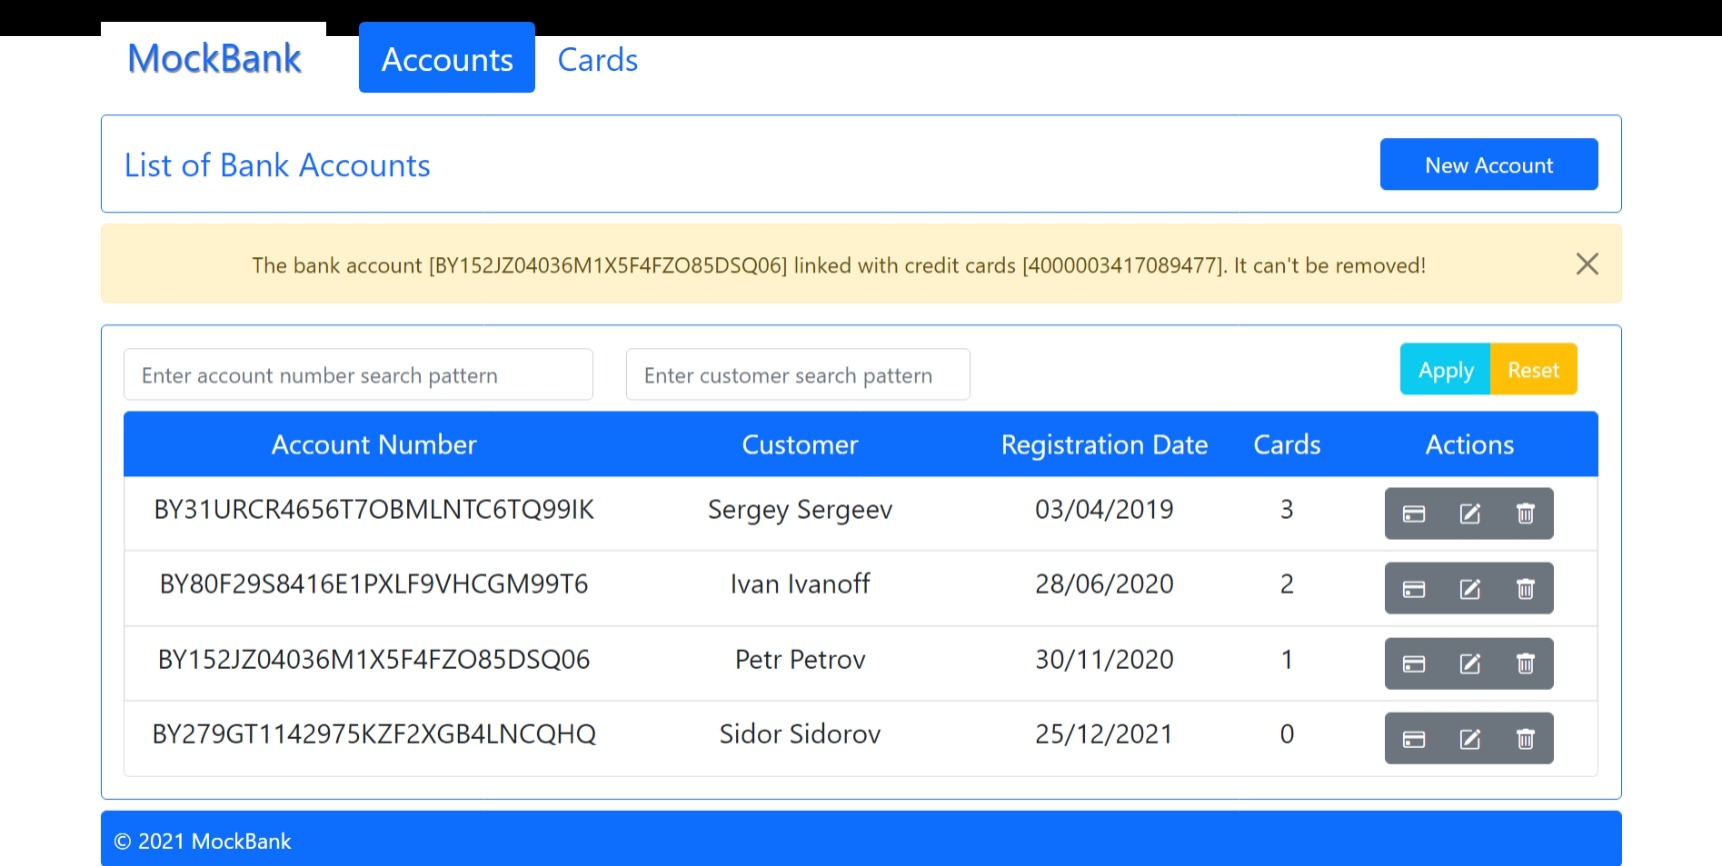 MockBank Accounts Cards
List of Bank Accounts New Account
The bank account [BY152JZ04036M1X5F4FZO85DSQ06] linked with credit cards [4000003417089477]. It can't be removed!
Enter account number search pattern Enter customer search pattern Apply Reset
Account Number Customer Registration Date Cards Actions
BY31URCR4656T7OBMLNTC6TQ99IK Sergey Sergeev 03/04/2019 3
BY80F29S8416E1PXLF9VHCGM99T6 Ivan Ivanoff 28/06/2020 2
BY152JZ04036M1X5F4FZO85DSQ06 Petr Petrov 30/11/2020 1
BY279GT1142975KZF2XGB4LNCQHQ Sidor Sidorov 25/12/2021 0
© 2021 MockBank